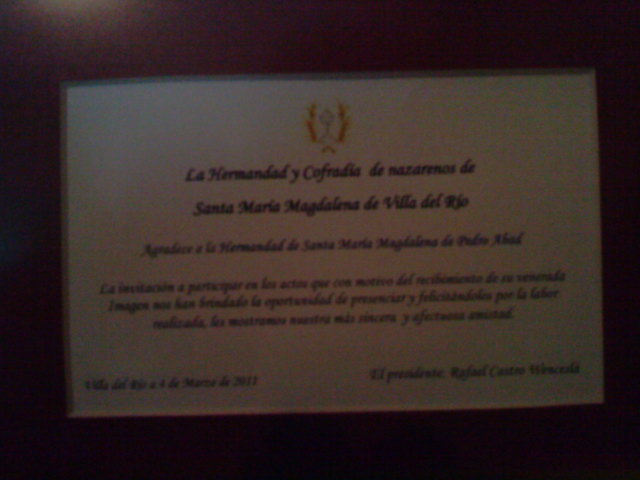 La Hermandad y Cofradía de nazarenos de
Santa María Magdalena de Villa del Río
Agradece a la Hermandad de Santa María Magdalena de Pedro Abad
La invitación a participar en los actos que con motivo del recibimiento de su venerada
Imagen nos han brindado la oportunidad de presenciar y felicitándoles por la labor
realizada, les mostramos nuestra más sincera y afectuosa amistad.
Villa del Río a 4 de Marzo de
El presidente: Rafael Castro